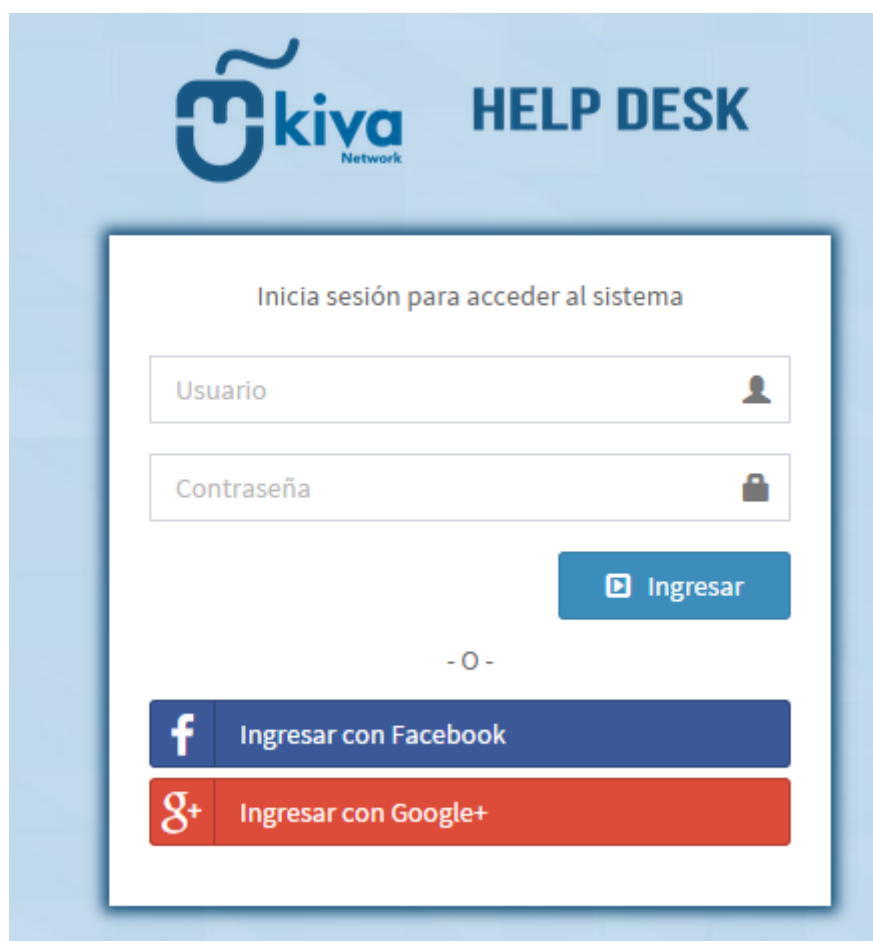 kiva HELP DESK
Network
Inicia sesión para acceder al sistema
Usuario
Contraseña
Ingresar
- O -
f Ingresar con Facebook
g+ Ingresar con Google+